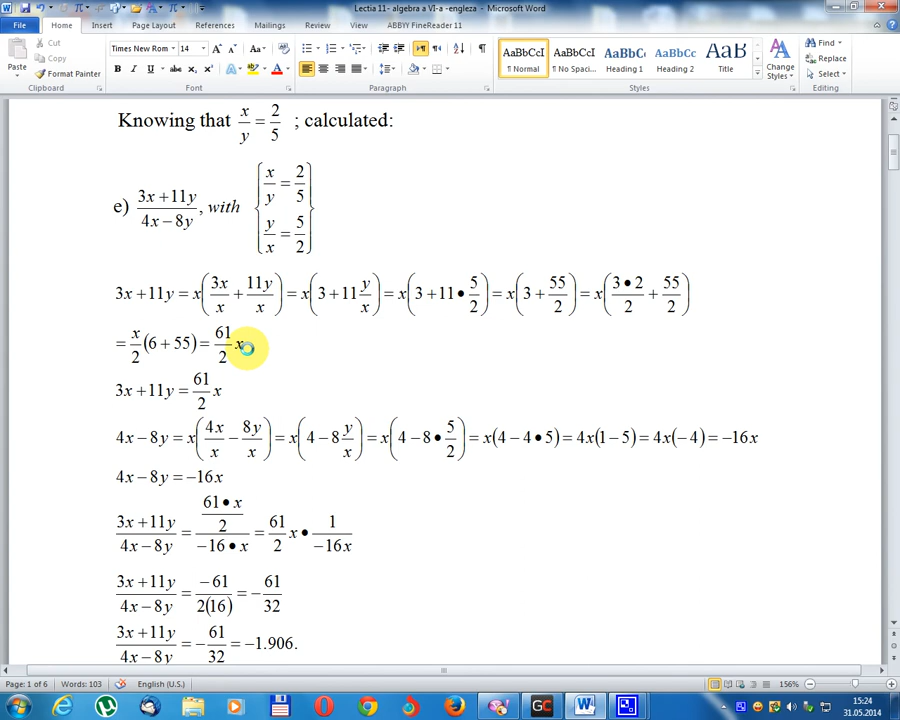 Lectia 11- algebra a VI-a -engleza - Microsoft Word
File Home Insert Page Layout References Mailings Review View ABBYY FineReader 11
Cut
Copy
Format Painter
Paste
Clipboard
Times New Rom 14
Font
Paragraph
AaBbCcI AaBbCcI AaBbC AaBbCc AaB
¶ Normal ¶ No Spaci... Heading 1 Heading 2 Title
Change Styles
Styles
Find
Replace
Select
Editing
Knowing that x/y = 2/5 ; calculated:
e) (3x + 11y)/(4x − 8y), with { x/y = 2/5 y/x = 5/2 }
3x + 11y = x(3x/x + 11y/x) = x(3 + 11 y/x) = x(3 + 11 • 5/2) = x(3 + 55/2) = x((3 • 2)/2 + 55/2)
= x/2 (6 + 55) = 61/2 x
3x + 11y = 61/2 x
4x − 8y = x(4x/x − 8y/x) = x(4 − 8 y/x) = x(4 − 8 • 5/2) = x(4 − 4 • 5) = 4x(1 − 5) = 4x(−4) = −16x
4x − 8y = −16x
(3x + 11y)/(4x − 8y) = ((61 • x)/2)/(−16 • x) = 61/2 x • 1/(−16x)
(3x + 11y)/(4x − 8y) = −61/(2(16)) = − 61/32
(3x + 11y)/(4x − 8y) = − 61/32 = −1.906.
Page: 1 of 6 Words: 103 English (U.S.) 156%
15:24
31.05.2014